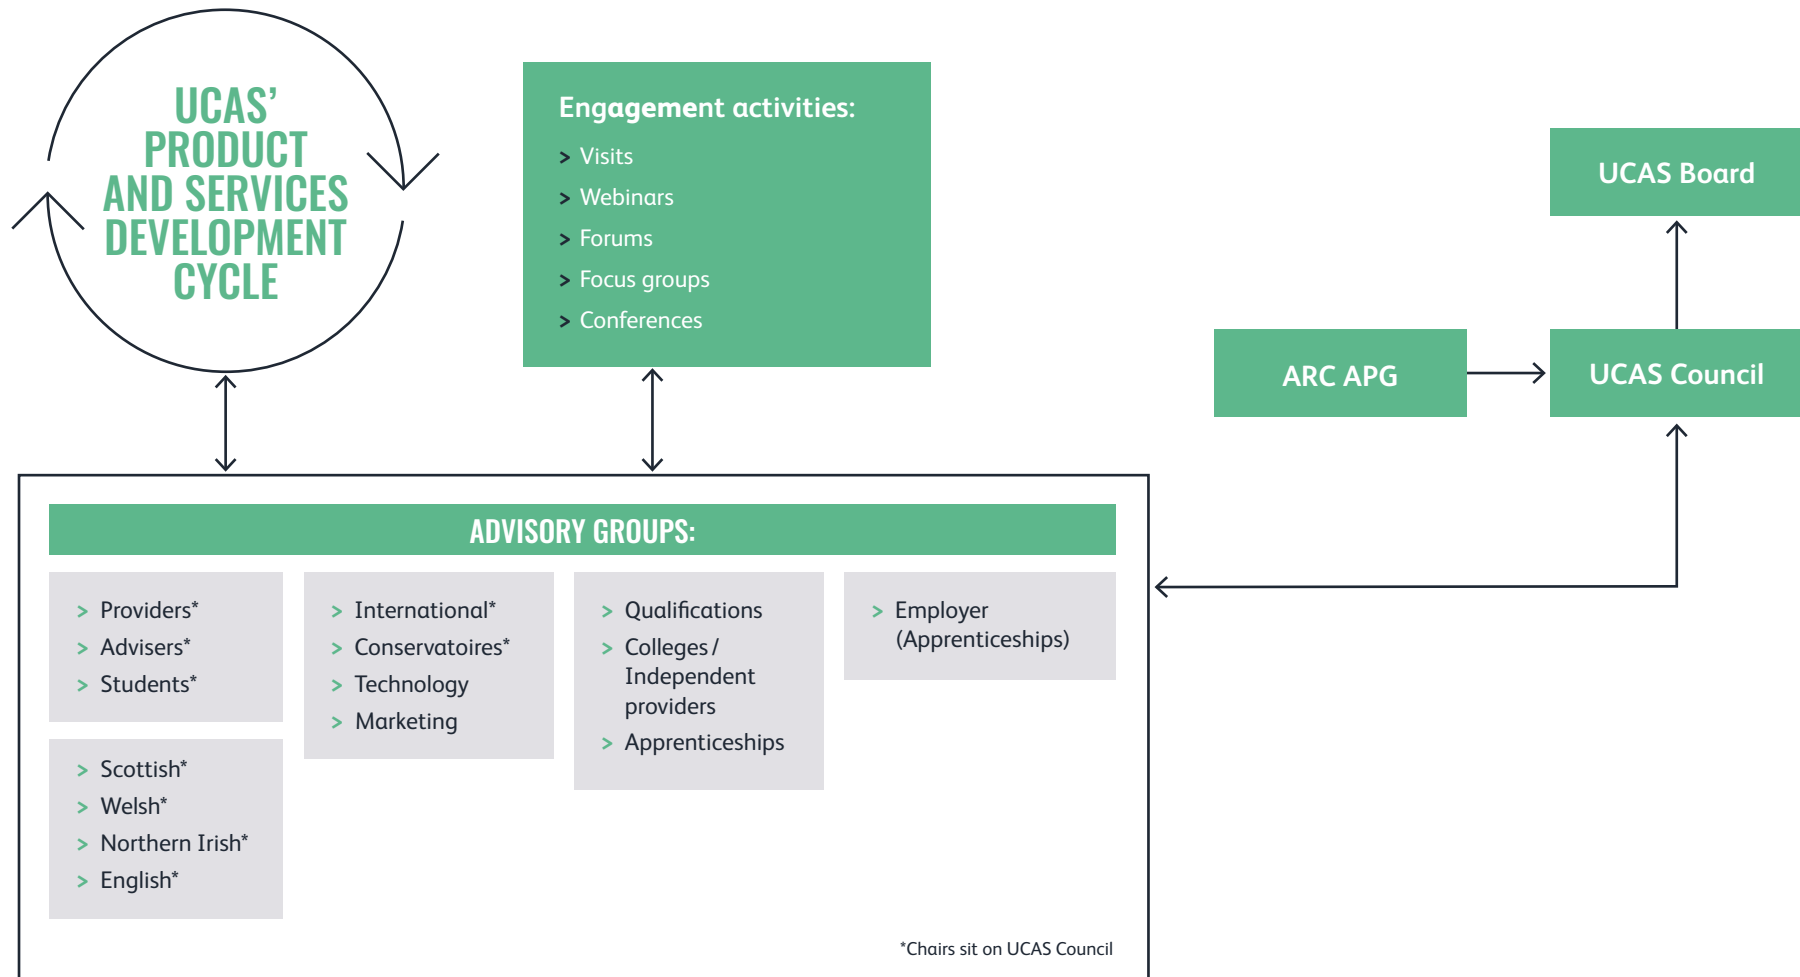 UCAS’
PRODUCT
AND SERVICES
DEVELOPMENT
CYCLE
Engagement activities:
> Visits
> Webinars
> Forums
> Focus groups
> Conferences
UCAS Board
ARC APG
UCAS Council
ADVISORY GROUPS:
> Providers*
> Advisers*
> Students*
> Scottish*
> Welsh*
> Northern Irish*
> English*
> International*
> Conservatoires*
> Technology
> Marketing
> Qualifications
> Colleges /
Independent
providers
> Apprenticeships
> Employer
(Apprenticeships)
*Chairs sit on UCAS Council